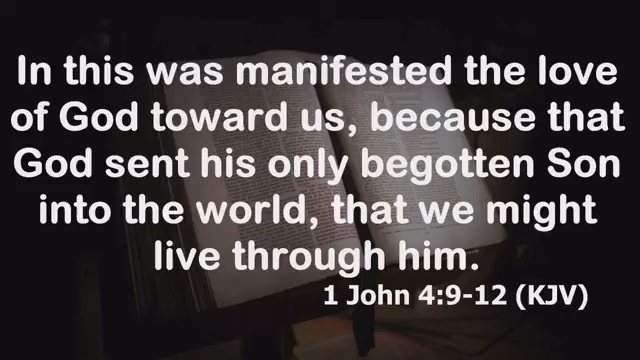 In this was manifested the love
of God toward us, because that
God sent his only begotten Son
into the world, that we might
live through him.
1 John 4:9-12 (KJV)